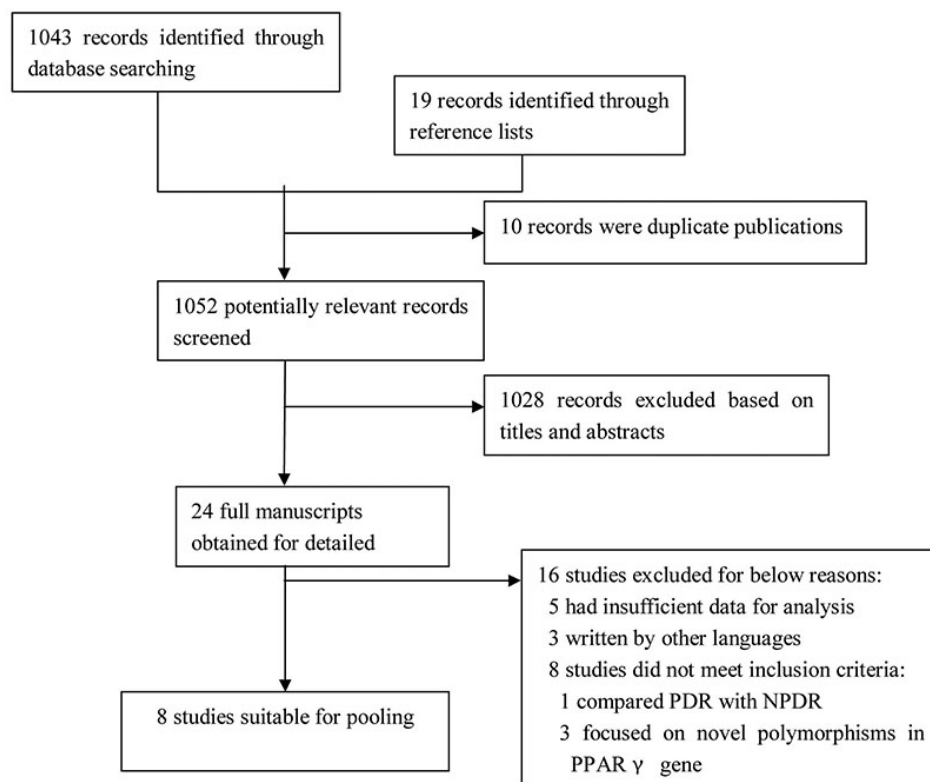 1043 records identified through
database searching
19 records identified through
reference lists
10 records were duplicate publications
1052 potentially relevant records
screened
1028 records excluded based on
titles and abstracts
24 full manuscripts
obtained for detailed
16 studies excluded for below reasons:
5 had insufficient data for analysis
3 written by other languages
8 studies did not meet inclusion criteria:
1 compared PDR with NPDR
3 focused on novel polymorphisms in
PPAR γ gene
8 studies suitable for pooling